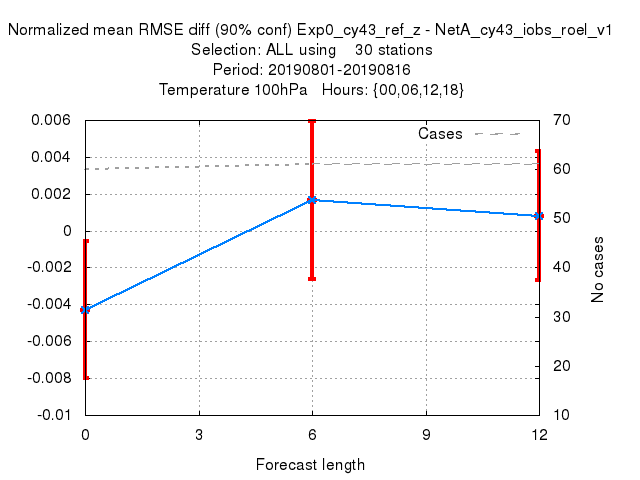 Normalized mean RMSE diff (90% conf) Exp0_cy43_ref_z - NetA_cy43_iobs_roel_v1
Selection: ALL using 30 stations
Period: 20190801-20190816
Temperature 100hPa Hours: {00,06,12,18}
0.006
0.004
0.002
0
-0.002
-0.004
-0.006
-0.008
-0.01
Cases
70
60
50
40
30
20
10
No cases
0 3 6 9 12
Forecast length